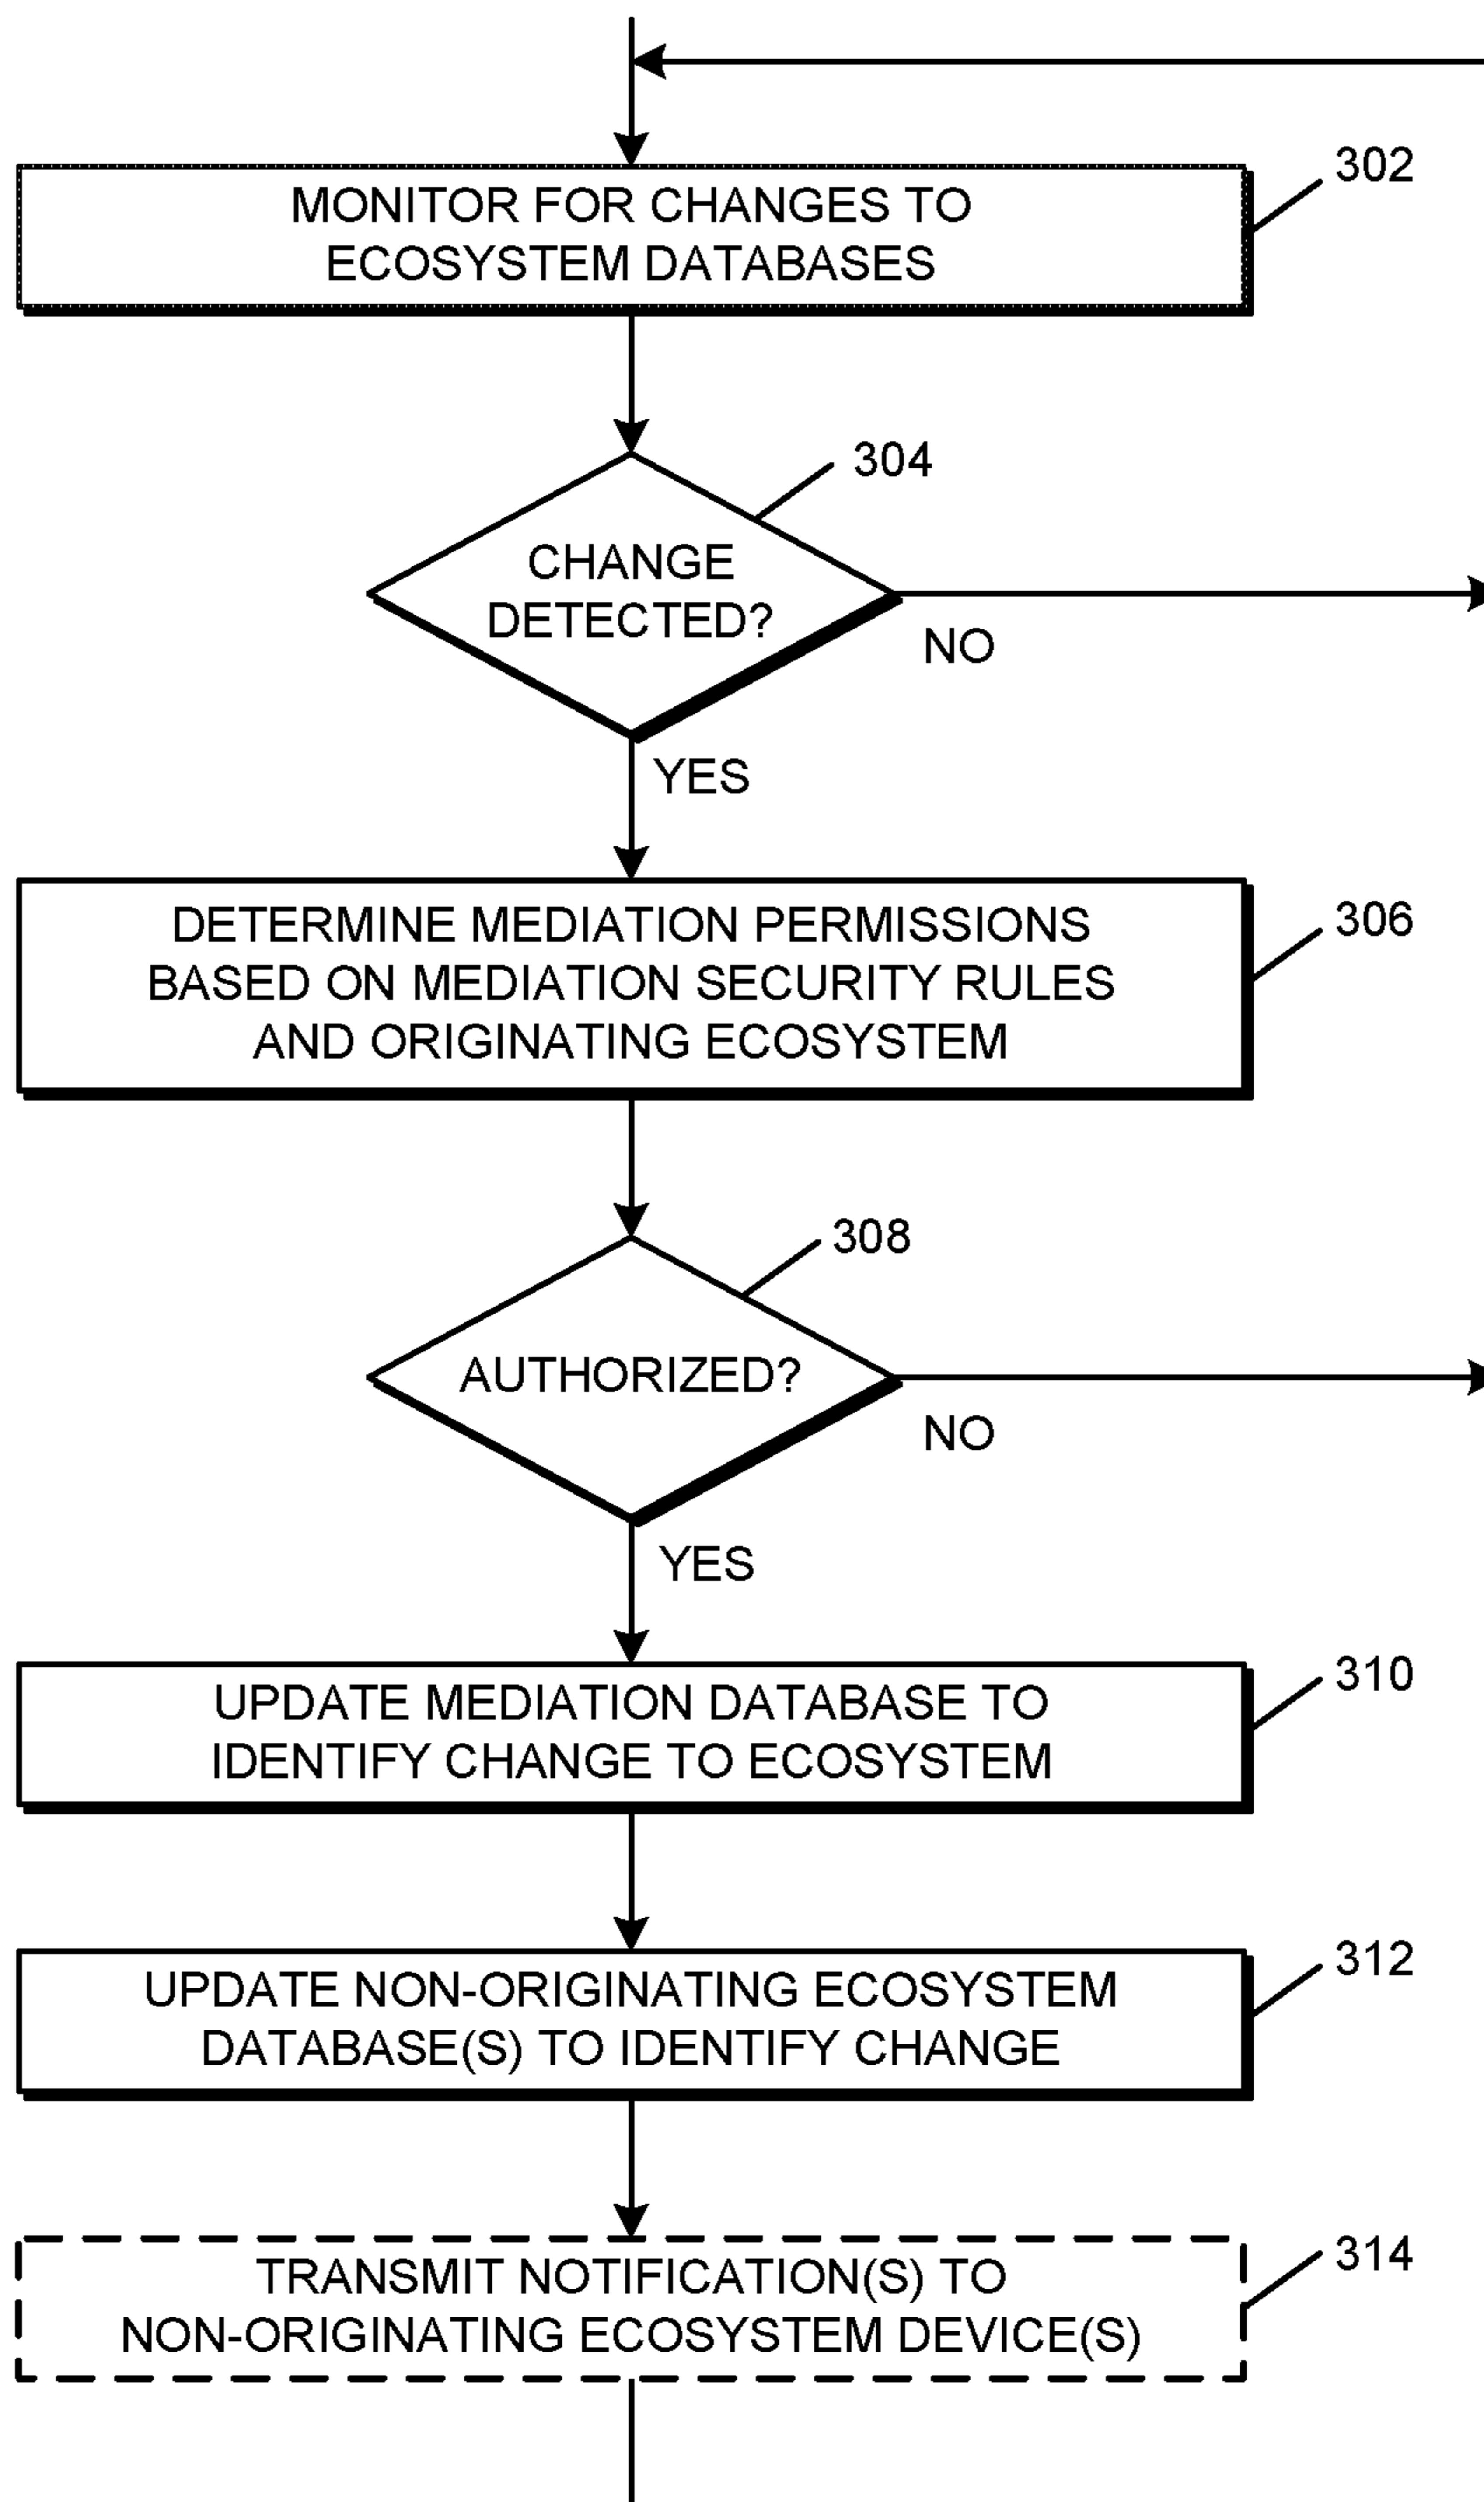 302
MONITOR FOR CHANGES TO
ECOSYSTEM DATABASES
304
CHANGE
DETECTED?
NO
YES
306
DETERMINE MEDIATION PERMISSIONS
BASED ON MEDIATION SECURITY RULES
AND ORIGINATING ECOSYSTEM
308
AUTHORIZED?
NO
YES
310
UPDATE MEDIATION DATABASE TO
IDENTIFY CHANGE TO ECOSYSTEM
312
UPDATE NON-ORIGINATING ECOSYSTEM
DATABASE(S) TO IDENTIFY CHANGE
314
TRANSMIT NOTIFICATION(S) TO
NON-ORIGINATING ECOSYSTEM DEVICE(S)